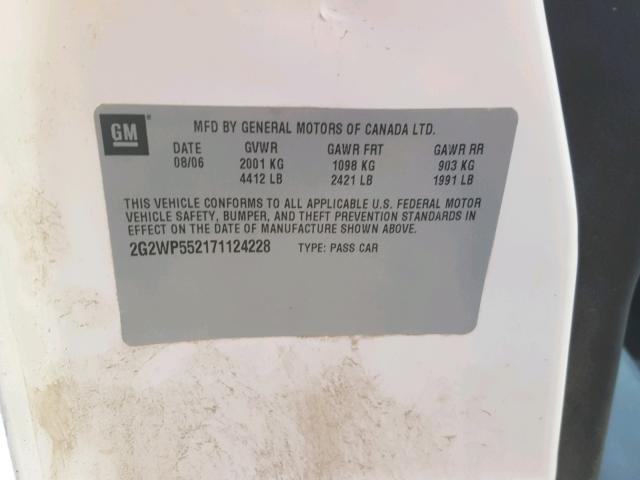 GM
MFD BY GENERAL MOTORS OF CANADA LTD.
DATE GVWR GAWR FRT GAWR RR
08/06 2001 KG 1098 KG 903 KG
4412 LB 2421 LB 1991 LB
THIS VEHICLE CONFORMS TO ALL APPLICABLE U.S. FEDERAL MOTOR
VEHICLE SAFETY, BUMPER, AND THEFT PREVENTION STANDARDS IN
EFFECT ON THE DATE OF MANUFACTURE SHOWN ABOVE.
2G2WP552171124228 TYPE: PASS CAR